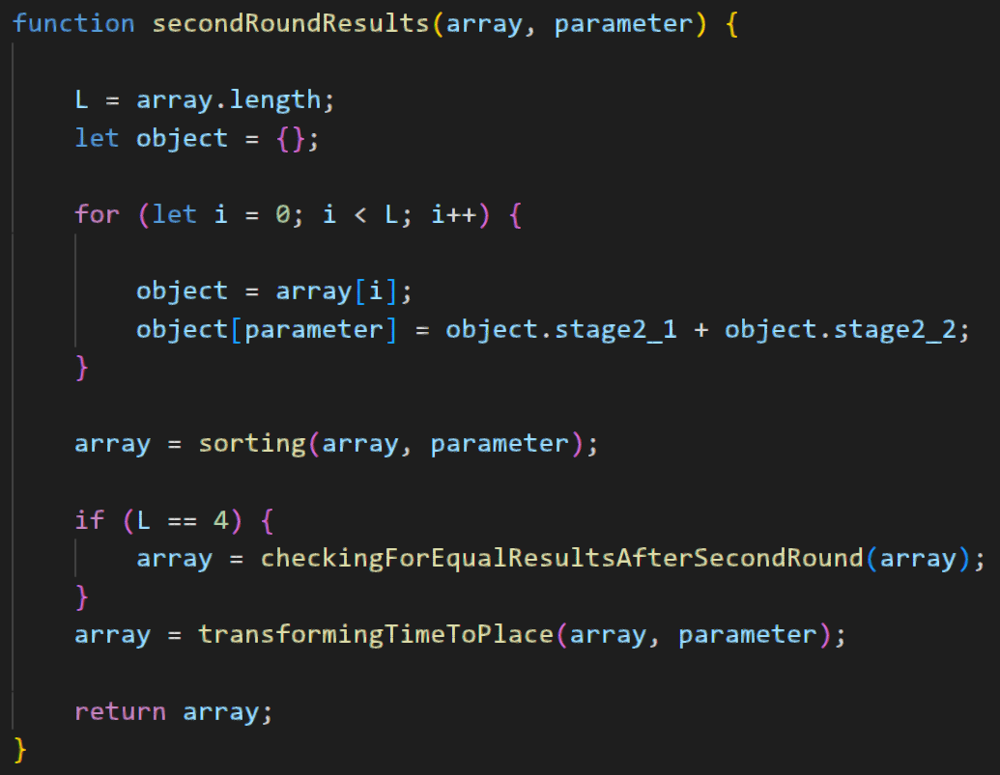 function secondRoundResults(array, parameter) {
L = array.length;
let object = {};
for (let i = 0; i < L; i++) {
object = array[i];
object[parameter] = object.stage2_1 + object.stage2_2;
}
array = sorting(array, parameter);
if (L == 4) {
array = checkingForEqualResultsAfterSecondRound(array);
}
array = transformingTimeToPlace(array, parameter);
return array;
}